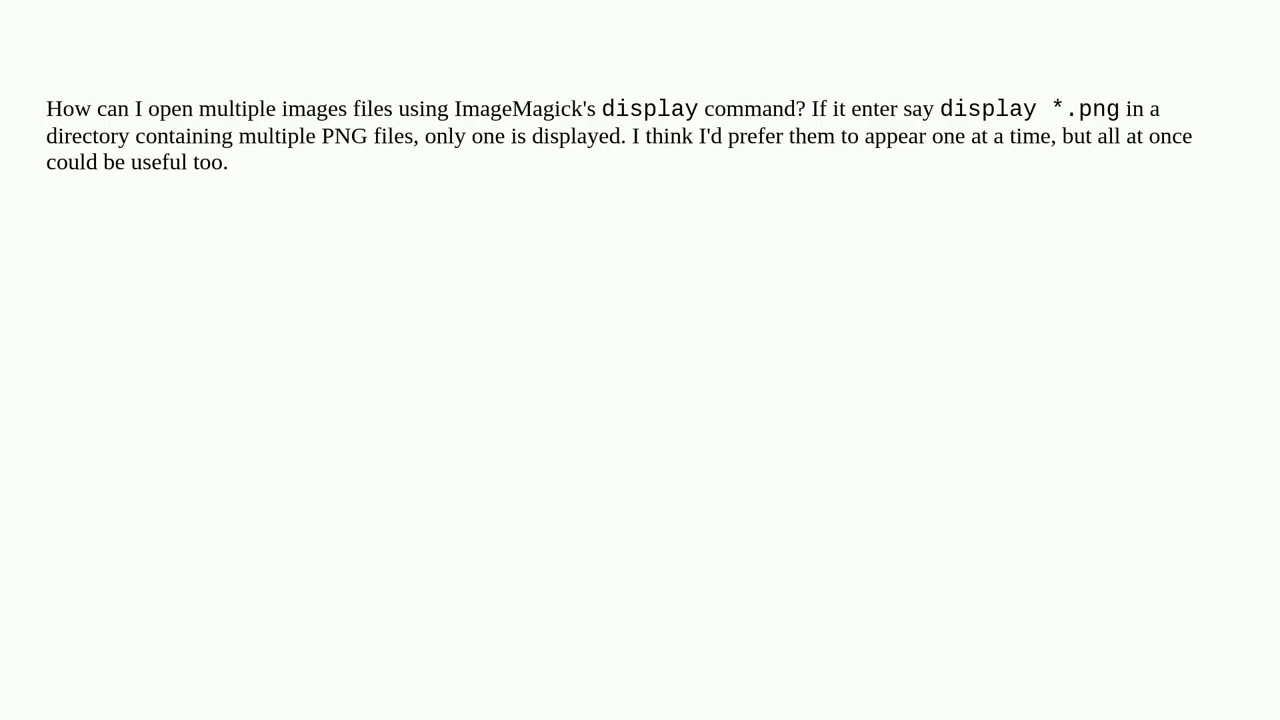 How can I open multiple images files using ImageMagick's display command? If it enter say display *.png in a
directory containing multiple PNG files, only one is displayed. I think I'd prefer them to appear one at a time, but all at once
could be useful too.